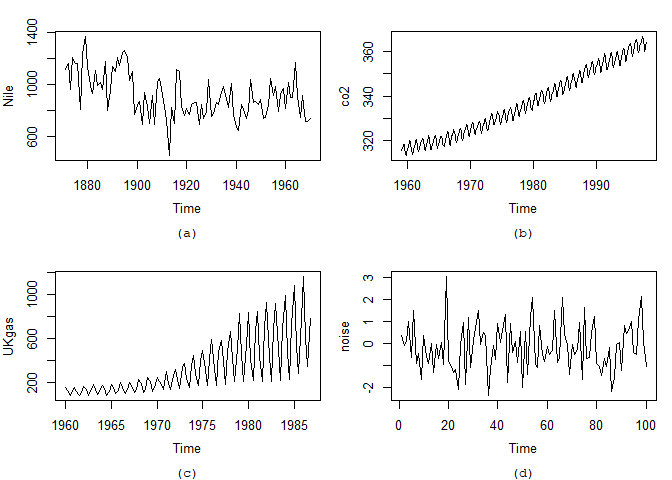 Nile
600 1000 1400
1880 1900 1920 1940 1960
Time
(a)
co2
320 340 360
1960 1970 1980 1990
Time
(b)
UKgas
200 600 1000
1960 1965 1970 1975 1980 1985
Time
(c)
noise
-2 0 1 2 3
0 20 40 60 80 100
Time
(d)